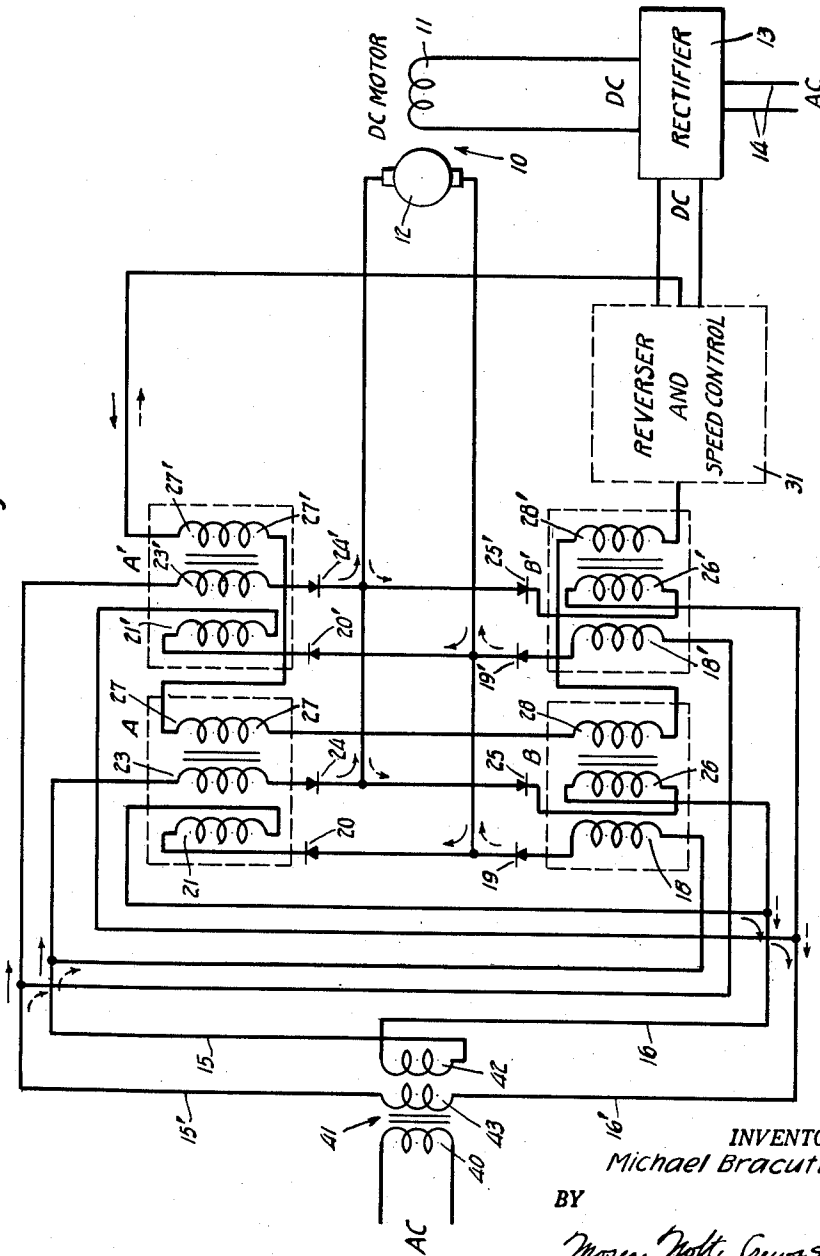 DC MOTOR
11
12
10
DC
RECTIFIER
13
14
AC
DC
REVERSER
AND
SPEED CONTROL
31
A'
27'
23'
27'
21'
24'
20'
A
27
23
27
21
24
20
25'
B'
28'
19'
26'
18'
25
B
28
19
26
18
15
15'
16
16'
41
42
43
40
AC
INVENTO
Michael Bracut
BY